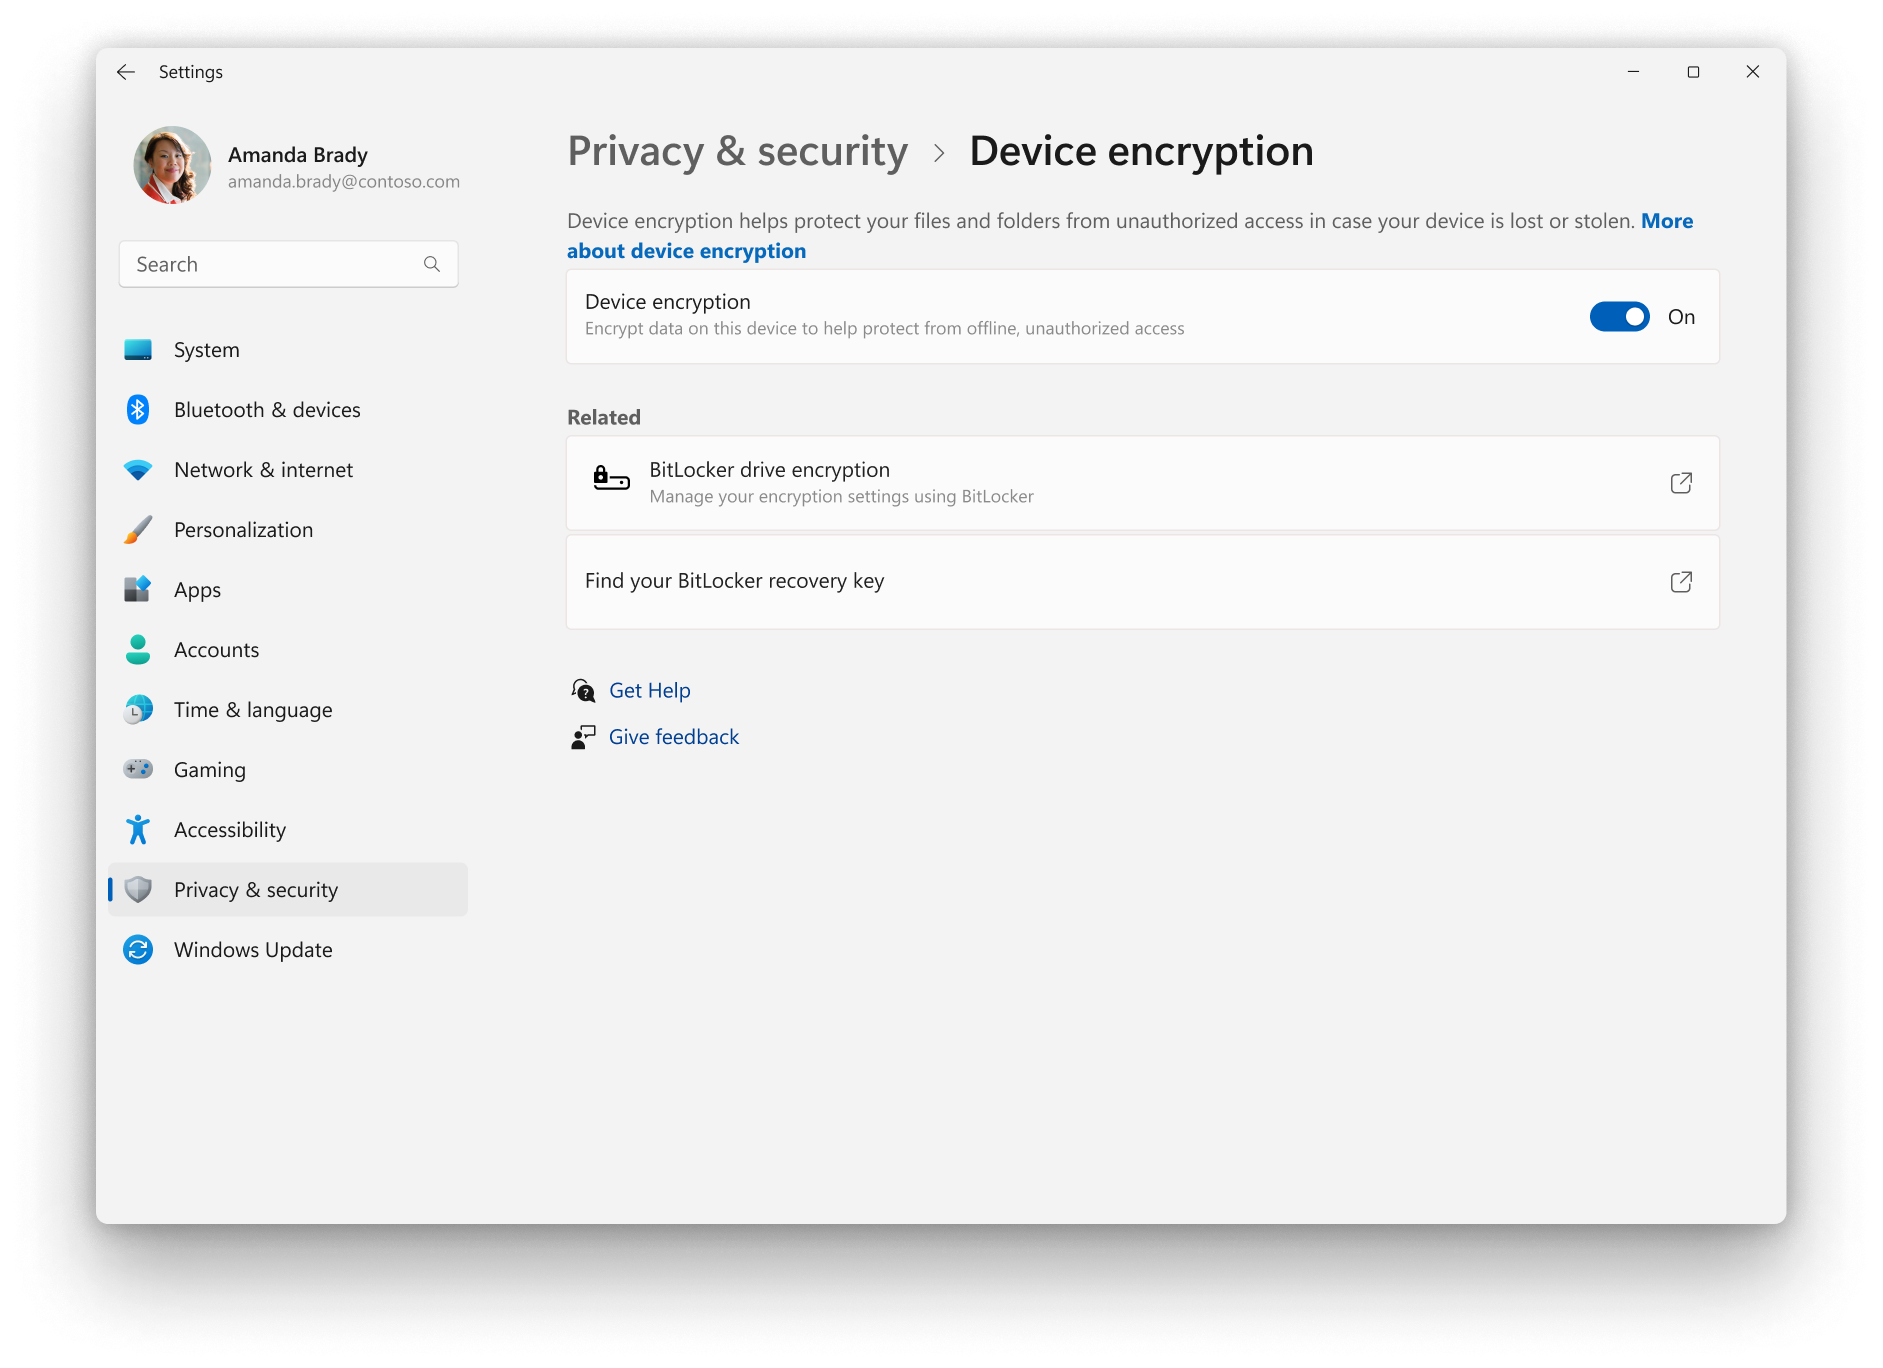 Settings
Amanda Brady
amanda.brady@contoso.com
Search
System
Bluetooth & devices
Network & internet
Personalization
Apps
Accounts
Time & language
Gaming
Accessibility
Privacy & security
Windows Update
Privacy & security > Device encryption
Device encryption helps protect your files and folders from unauthorized access in case your device is lost or stolen. More
about device encryption
Device encryption
Encrypt data on this device to help protect from offline, unauthorized access
On
Related
BitLocker drive encryption
Manage your encryption settings using BitLocker
Find your BitLocker recovery key
Get Help
Give feedback